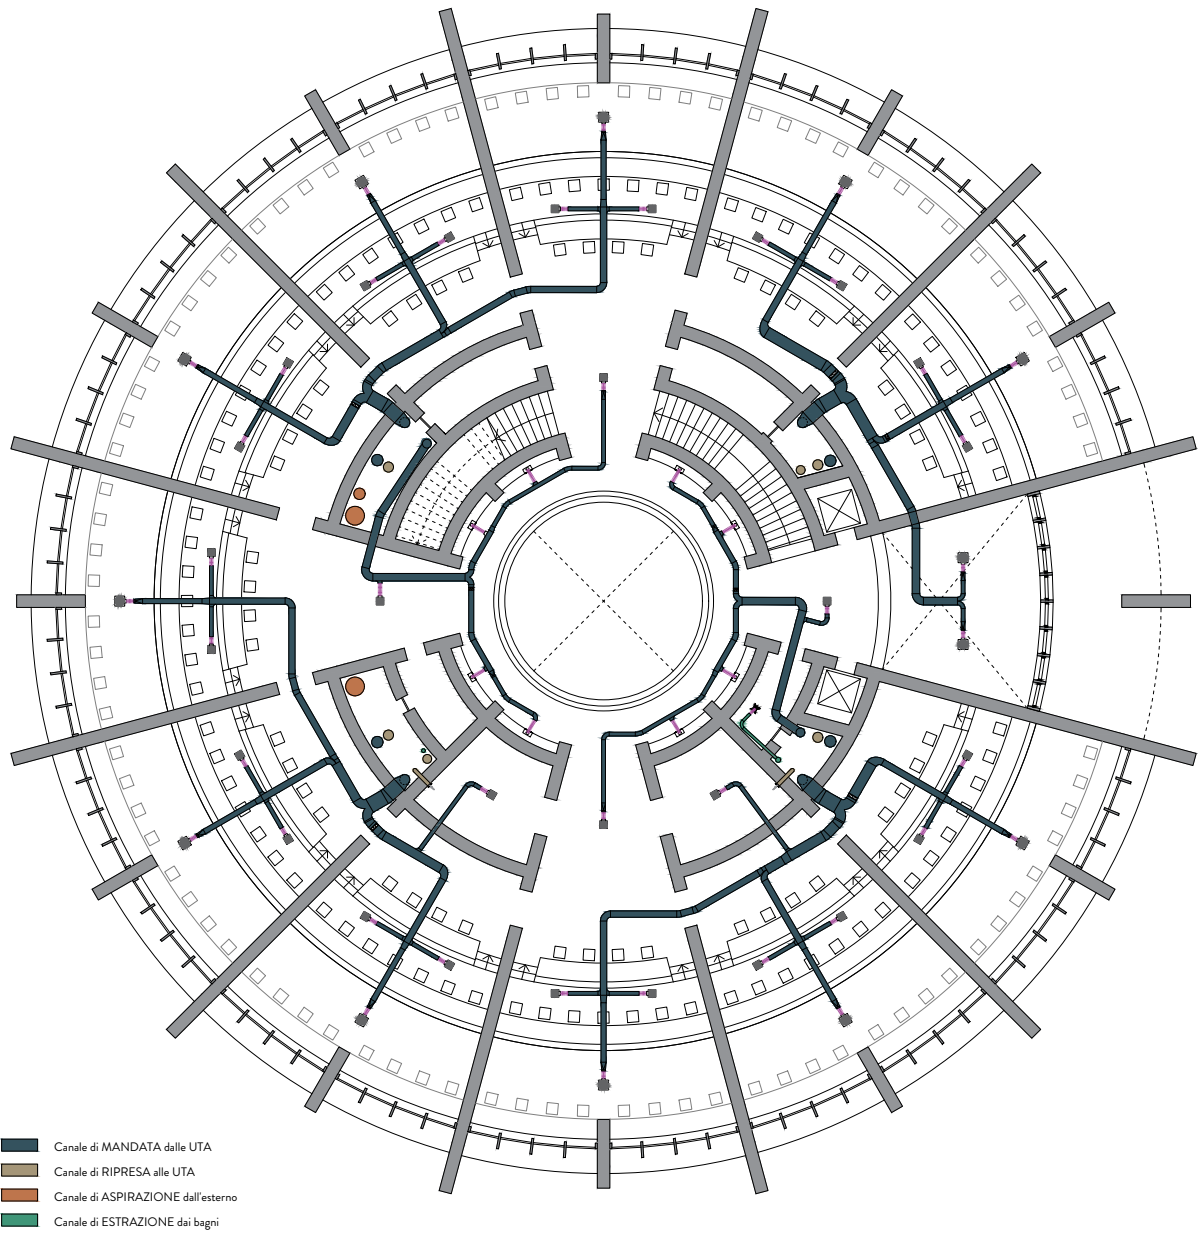 Canale di MANDATA dalle UTA
Canale di RIPRESA alle UTA
Canale di ASPIRAZIONE dall'esterno
Canale di ESTRAZIONE dai bagni